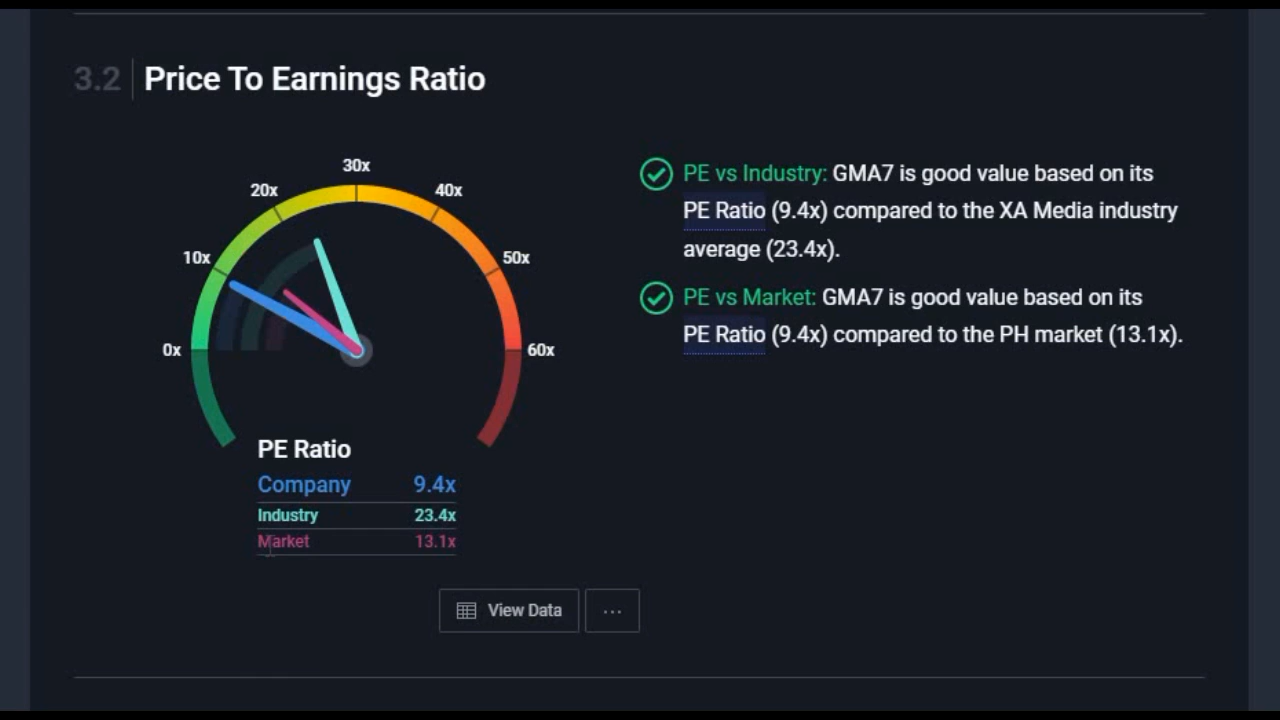 3.2 Price To Earnings Ratio
30x
20x
40x
10x
50x
0x
60x
PE Ratio
Company 9.4x
Industry 23.4x
Market 13.1x
PE vs Industry: GMA7 is good value based on its
PE Ratio (9.4x) compared to the XA Media industry
average (23.4x).
PE vs Market: GMA7 is good value based on its
PE Ratio (9.4x) compared to the PH market (13.1x).
View Data
...